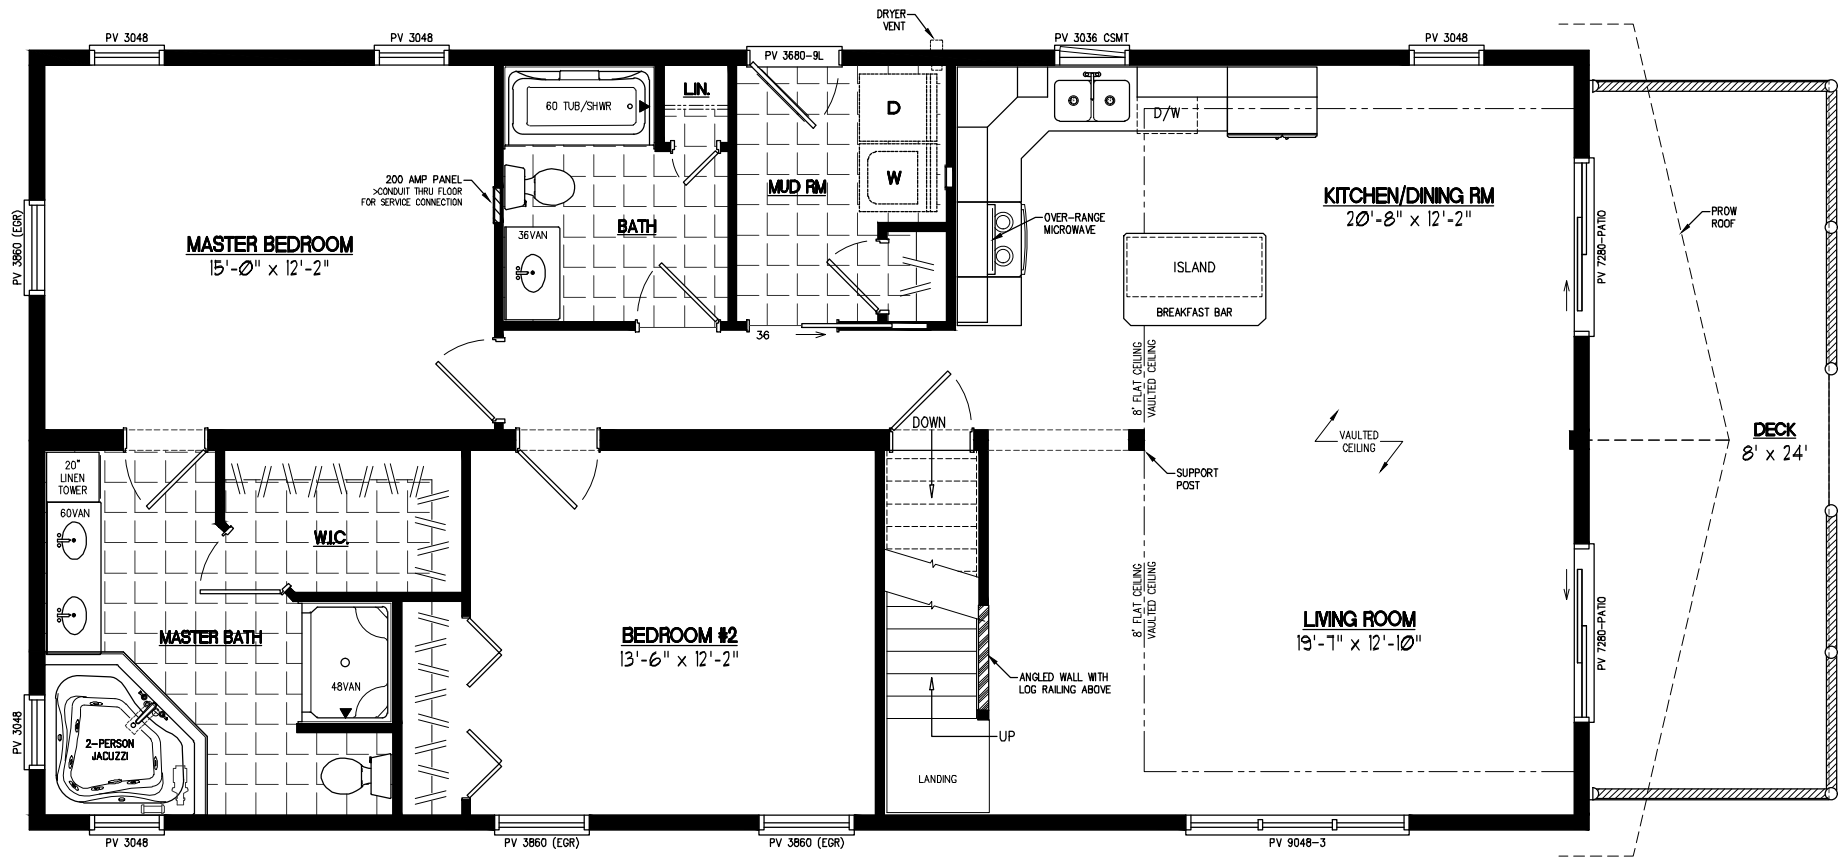 DRYER
VENT
PV 3048
PV 3048
PV 3680-9L
PV 3036 CSMT
PV 3048
60 TUB/SHWR
LIN.
D
W
D/W
MUD RM
200 AMP PANEL
>CONDUIT THRU FLOOR
FOR SERVICE CONNECTION
36VAN
BATH
OVER-RANGE
MICROWAVE
KITCHEN/DINING RM
20'-8" x 12'-2"
PROW
ROOF
PV 3860 (EGR)
MASTER BEDROOM
15'-0" x 12'-2"
ISLAND
BREAKFAST BAR
PV 7280-PATIO
36
8' FLAT CEILING
VAULTED CEILING
DOWN
VAULTED
CEILING
DECK
8' x 24'
SUPPORT
POST
20"
LINEN
TOWER
60VAN
W.I.C.
MASTER BATH
BEDROOM #2
13'-6" x 12'-2"
8' FLAT CEILING
VAULTED CEILING
LIVING ROOM
19'-7" x 12'-10"
PV 7280-PATIO
48VAN
ANGLED WALL WITH
LOG RAILING ABOVE
PV 3048
2-PERSON
JACUZZI
UP
LANDING
PV 3048
PV 3860 (EGR)
PV 3860 (EGR)
PV 9048-3